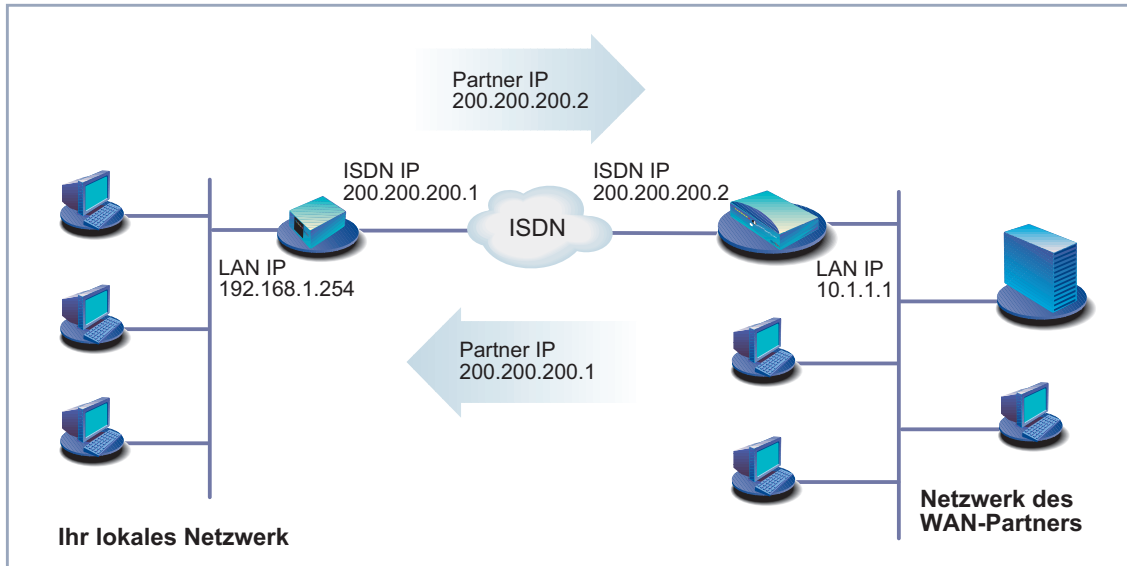 Partner IP
200.200.200.2
ISDN IP
200.200.200.1
ISDN IP
200.200.200.2
ISDN
LAN IP
192.168.1.254
LAN IP
10.1.1.1
Partner IP
200.200.200.1
Ihr lokales Netzwerk
Netzwerk des
WAN-Partners